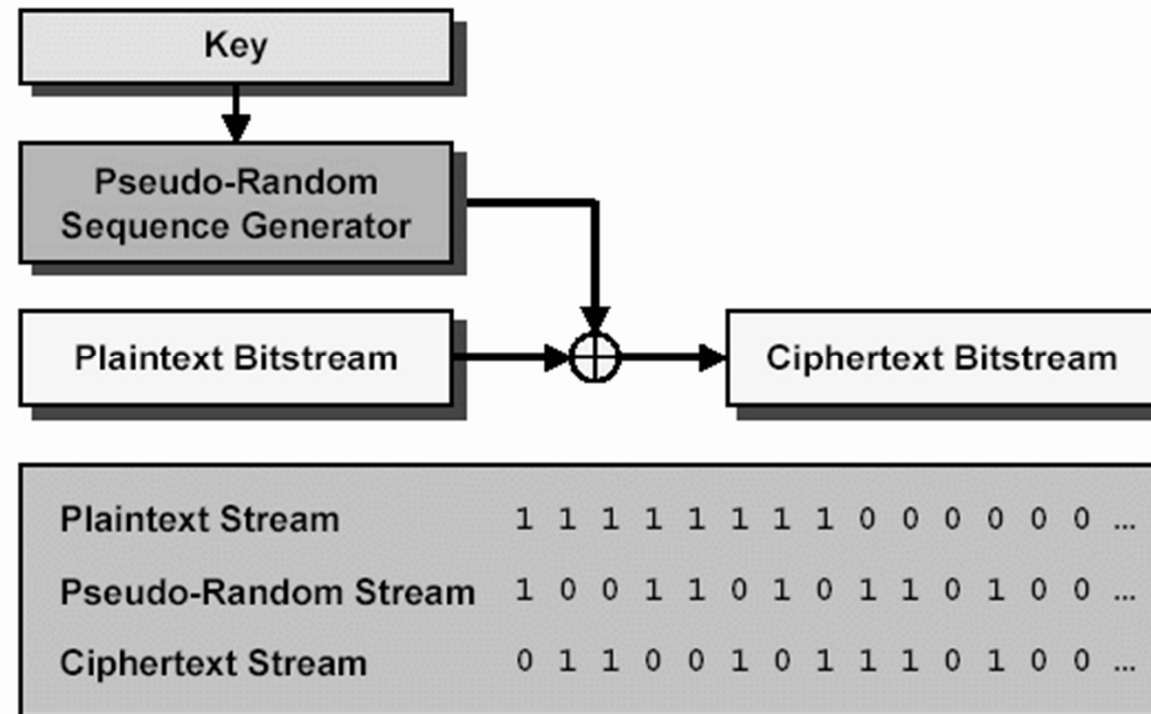 Key
Pseudo-Random
Sequence Generator
Plaintext Bitstream
Ciphertext Bitstream
Plaintext Stream 1 1 1 1 1 1 1 1 0 0 0 0 0 0 ...
Pseudo-Random Stream 1 0 0 1 1 0 1 0 1 1 0 1 0 0 ...
Ciphertext Stream 0 1 1 0 0 1 0 1 1 1 0 1 0 0 ...